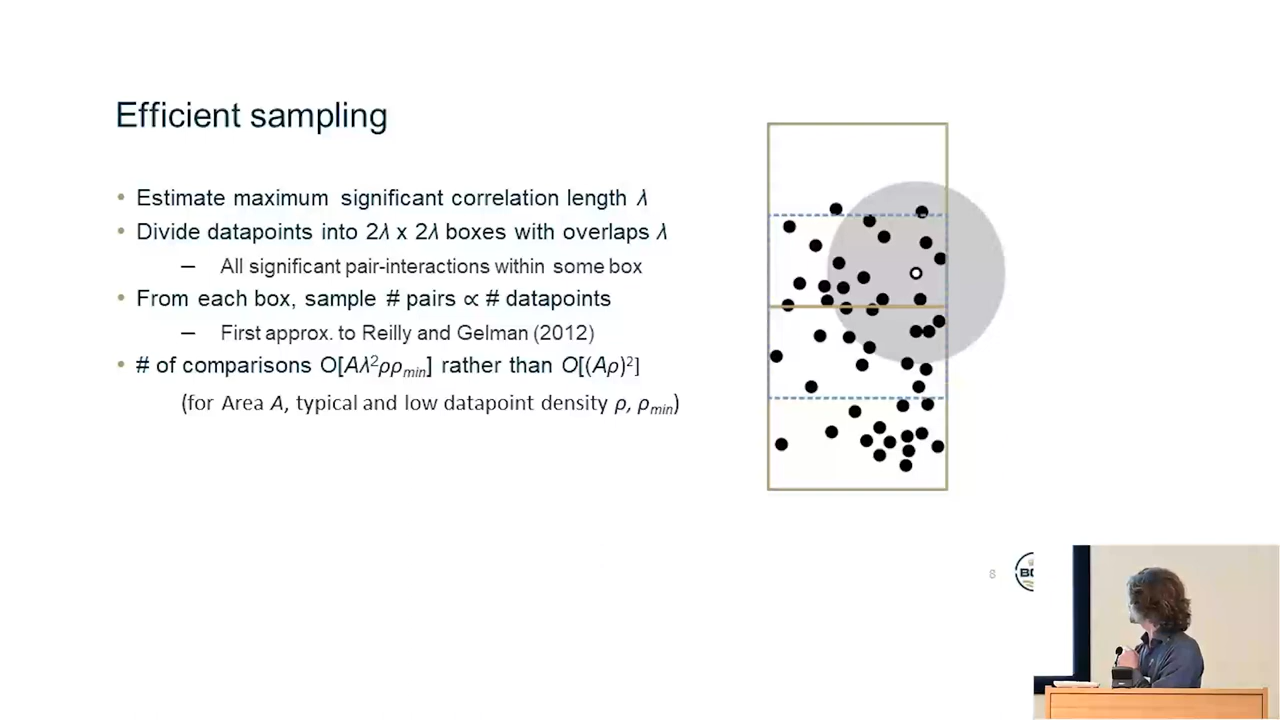 Efficient sampling
• Estimate maximum significant correlation length λ
• Divide datapoints into 2λ x 2λ boxes with overlaps λ
– All significant pair-interactions within some box
• From each box, sample # pairs ∝ # datapoints
– First approx. to Reilly and Gelman (2012)
• # of comparisons O[Aλ²ρρ_min] rather than O[(Aρ)²]
(for Area A, typical and low datapoint density ρ, ρ_min)
8